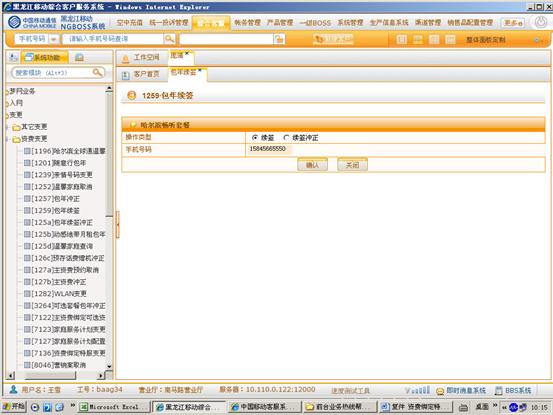 黑龙江移动综合客户服务系统 - Windows Internet Explorer
中国移动通信 CHINA MOBILE 黑龙江移动 NGBOSS系统 空中充值 统一投诉管理 综合客服 帐务管理 产品管理 一级BOSS 系统管理 生产信息系统 渠道管理 销售品配置管理 更多
手机号码 请输入手机号码查询 整体面板定制
系统功能 工作空间
搜索模块 (Alt+3) 客户首页 包年续签
梦网业务
入网
变更
其它变更
资费变更
[1196]哈尔滨全球通温馨
[1201]随意行包年
[1239]亲情号码变更
[1252]温馨家庭取消
[1257]包年冲正
[1259]包年续签
[125a]包年续签冲正
[125b]动感地带月租包年
[125d]温馨家庭查询
[126c]预存话费赠机冲正
[127a]主资费预约取消
[127b]主资费冲正
[1282]WLAN变更
[3264]可选套餐包年冲正
[7122]主资费绑定可选资
[7123]家庭服务计划变更
[7127]家庭服务计划配置
[7136]资费绑定特服变更
[8046]营销案取消
1259·包年续签
哈尔滨畅听套餐
操作类型 续签 续签冲正
手机号码 15845665550
确认 关闭
用户名：王雪 工号：baag34 营业厅：南马路营业厅 服务器：10.110.0.122:12000 速度测试工具 即时消息系统 BBS系统
开始 Microsoft Excel... 黑龙江移动综合... 中国移动客服系... 前台业务热线帮... 复件 资费绑定特... 桌面 10:15